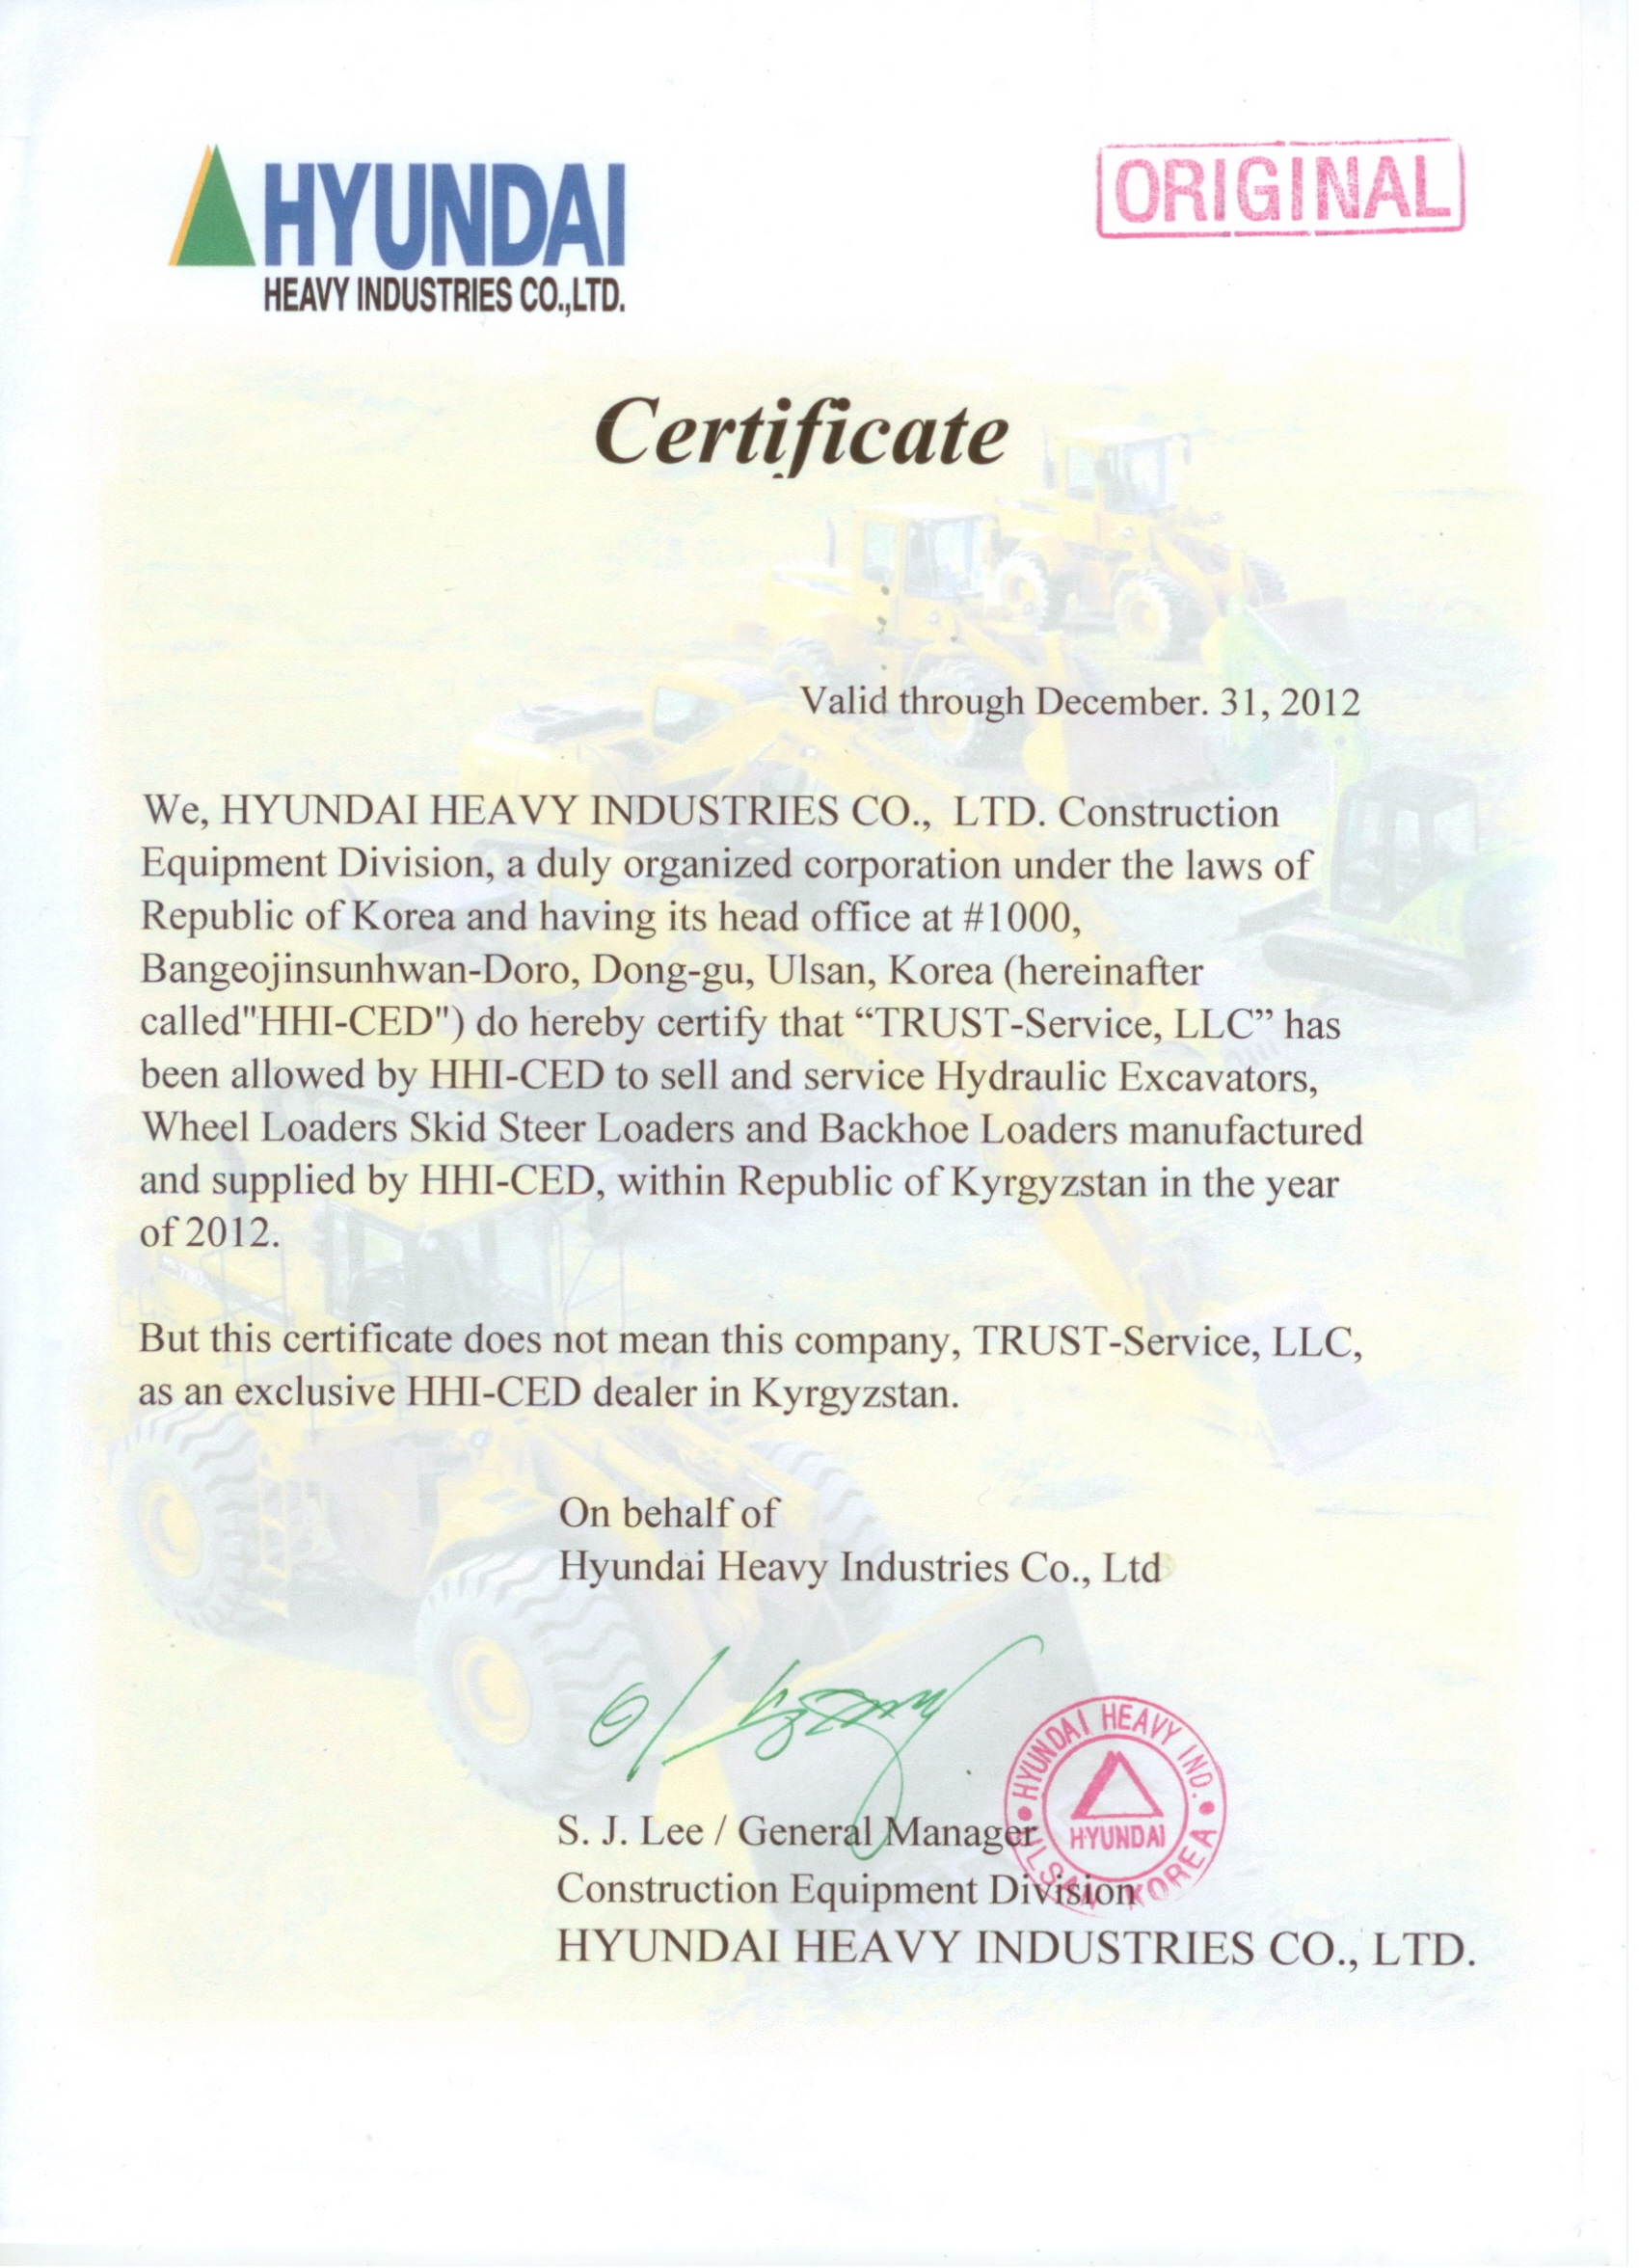 HYUNDAI
HEAVY INDUSTRIES CO.,LTD.
ORIGINAL
Certificate
Valid through December. 31, 2012
We, HYUNDAI HEAVY INDUSTRIES CO., LTD. Construction
Equipment Division, a duly organized corporation under the laws of
Republic of Korea and having its head office at #1000,
Bangeojinsunhwan-Doro, Dong-gu, Ulsan, Korea (hereinafter
called"HHI-CED") do hereby certify that “TRUST-Service, LLC” has
been allowed by HHI-CED to sell and service Hydraulic Excavators,
Wheel Loaders Skid Steer Loaders and Backhoe Loaders manufactured
and supplied by HHI-CED, within Republic of Kyrgyzstan in the year
of 2012.
But this certificate does not mean this company, TRUST-Service, LLC,
as an exclusive HHI-CED dealer in Kyrgyzstan.
On behalf of
Hyundai Heavy Industries Co., Ltd
S. J. Lee / General Manager
Construction Equipment Division
HYUNDAI HEAVY INDUSTRIES CO., LTD.
HYUNDAI HEAVY IND.
HYUNDAI
ULSAN KOREA